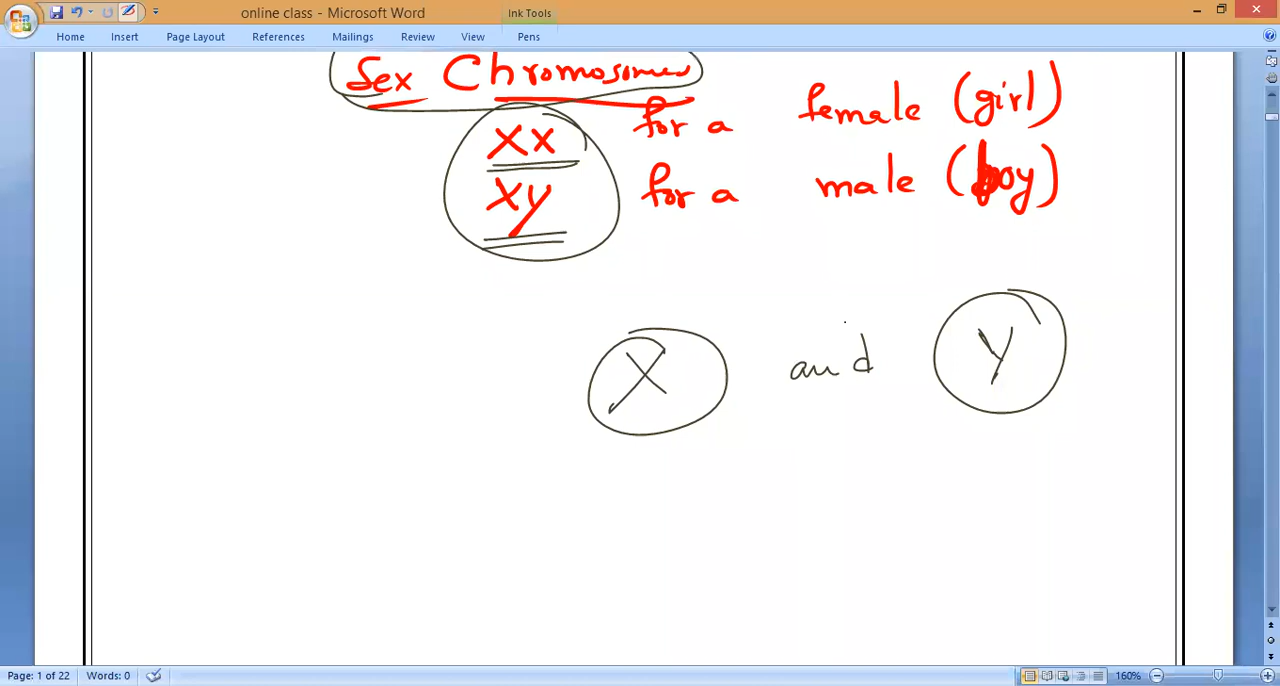 online class - Microsoft Word
Ink Tools
Home Insert Page Layout References Mailings Review View Pens
Sex Chromosomes
Xx for a female (girl)
Xy for a male (boy)
X and Y
Page: 1 of 22 Words: 0 160%